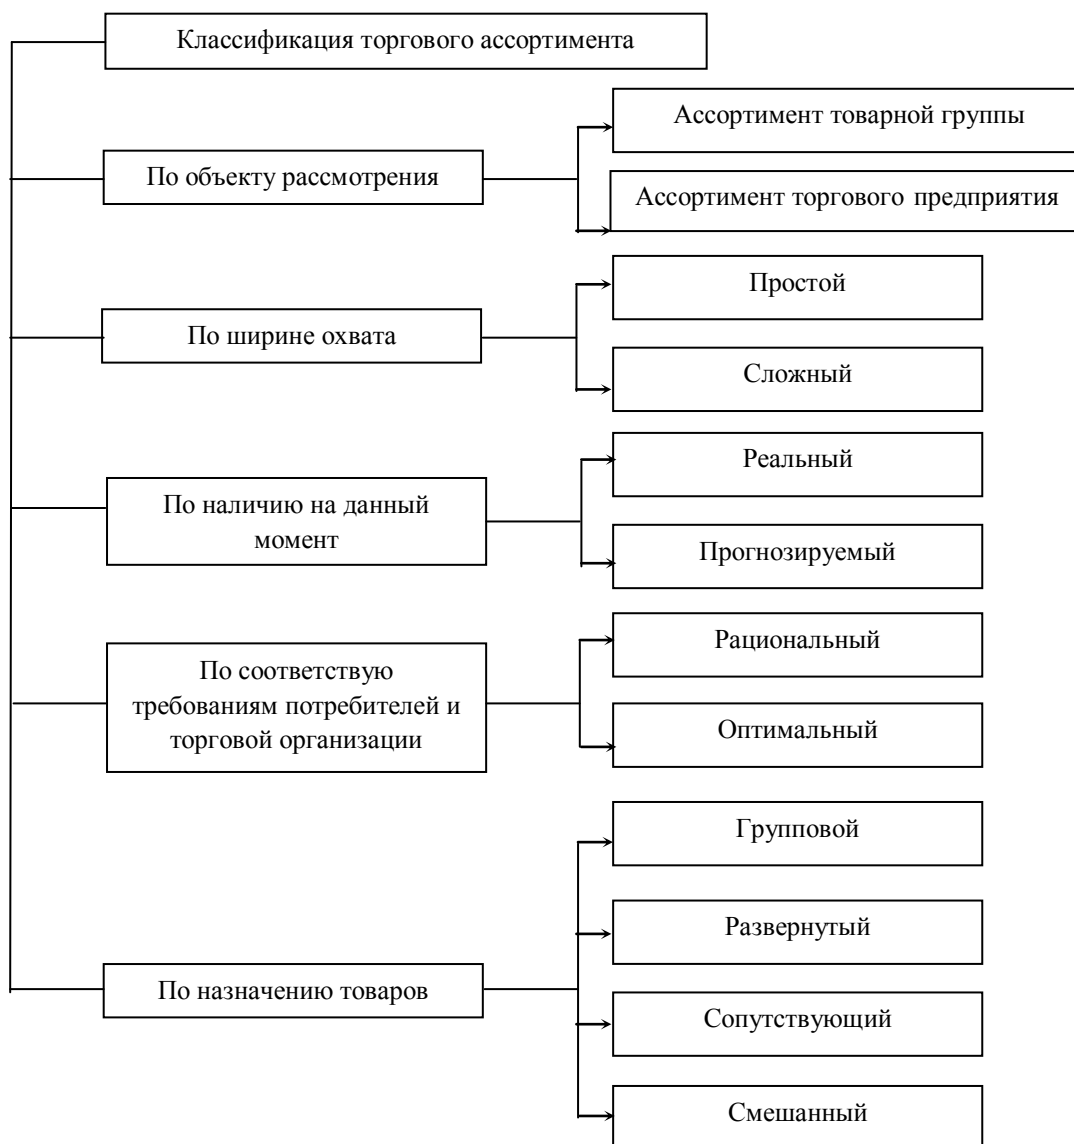 Классификация торгового ассортимента
Ассортимент товарной группы
По объекту рассмотрения
Ассортимент торгового предприятия
Простой
По ширине охвата
Сложный
Реальный
По наличию на данный
момент
Прогнозируемый
Рациональный
По соответствую
требованиям потребителей и
торговой организации
Оптимальный
Групповой
Развернутый
По назначению товаров
Сопутствующий
Смешанный